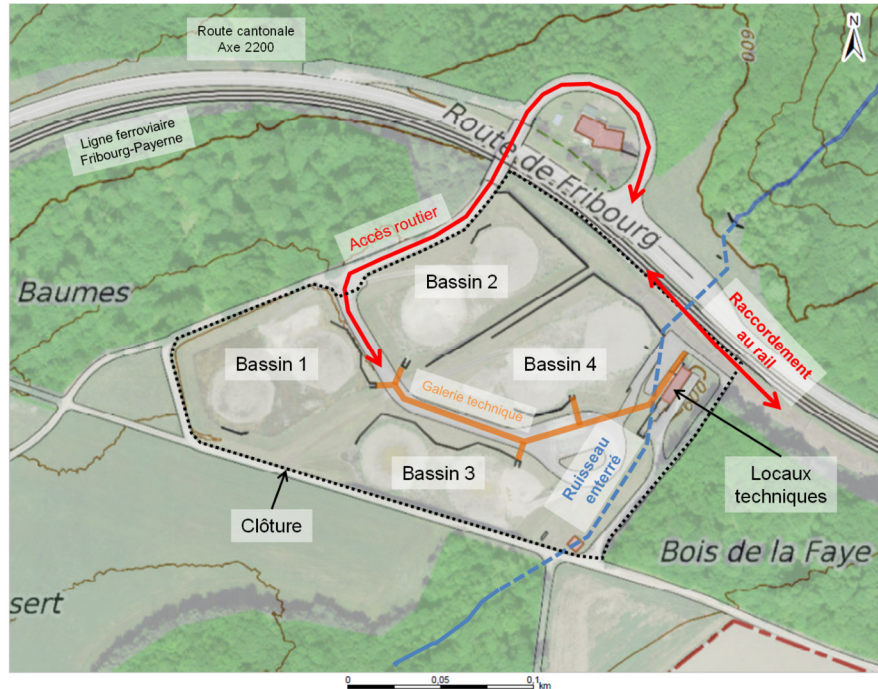 Route cantonale
Axe 2200
N
600
Ligne ferroviaire
Fribourg-Payerne
Route de Fribourg
Accès routier
Baumes
Bassin 2
Raccordement
au rail
Bassin 1
Bassin 4
Galerie technique
600
Bassin 3
Ruisseau
enterré
Locaux
techniques
Clôture
Bois de la Faye
sert
0 0,05 0,1
km